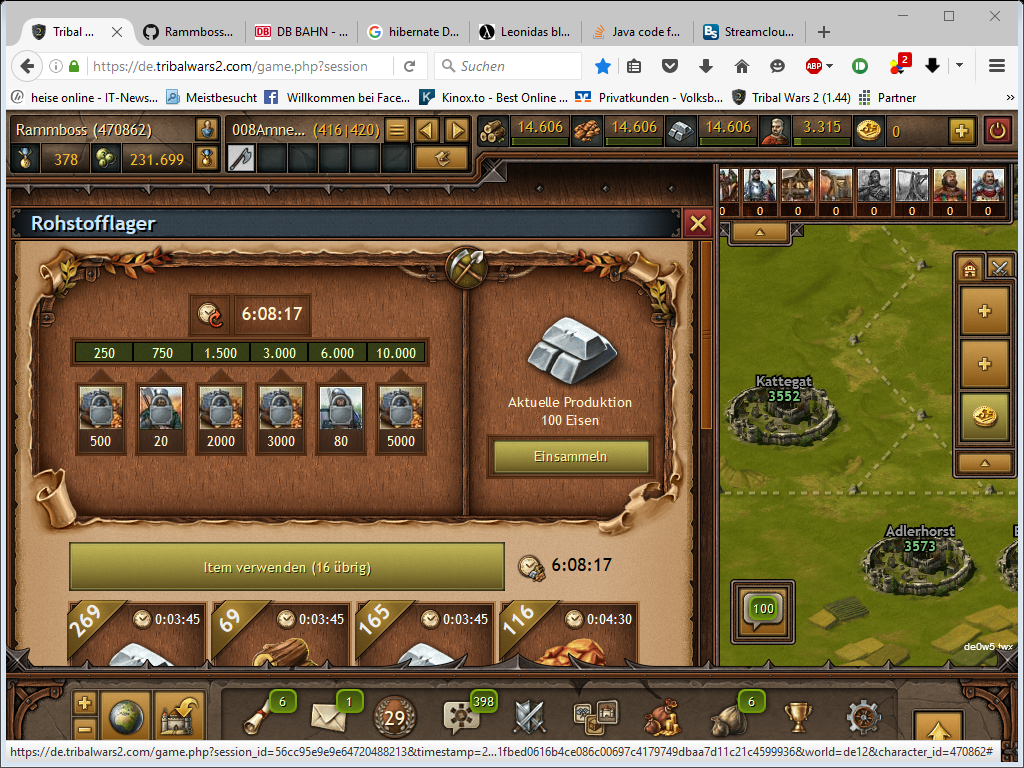 Tribal ...
Rammboss...
DB BAHN - ...
hibernate D...
Leonidas bl...
Java code f...
Streamclou...
https://de.tribalwars2.com/game.php?session
Suchen
ABP
2
heise online - IT-News...
Meistbesucht
Willkommen bei Face...
Kinox.to - Best Online ...
Privatkunden - Volksb...
Tribal Wars 2 (1.44)
Partner
Rammboss (470862)
008Amne... (416|420)
14.606
14.606
14.606
3.315
0
378
231.699
0 0 0 0 0 0 0 0
Rohstofflager
6:08:17
250 750 1.500 3.000 6.000 10.000
500 20 2000 3000 80 5000
Aktuelle Produktion
100 Eisen
Einsammeln
Item verwenden (16 übrig)
6:08:17
269 0:03:45
69 0:03:45
165 0:03:45
116 0:04:30
Kattegat
3552
Adlerhorst
3573
100
de0w5 twx
6
1
29
398
6
https://de.tribalwars2.com/game.php?session_id=56cc95e9e9e64720488213&timestamp=2...1fbed0616b4ce086c00697c4179749dbaa7d11c21c4599936&world=de12&character_id=470862#